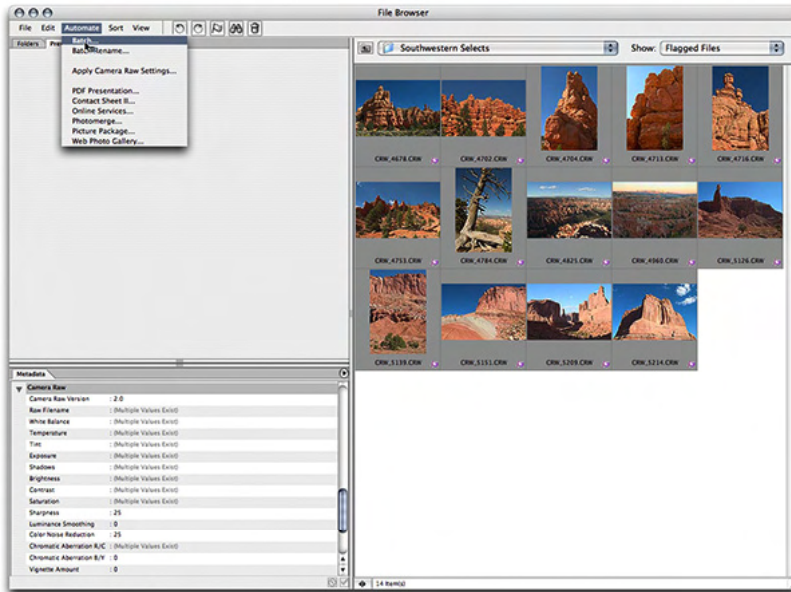 File Browser
File Edit Automate Sort View
Folders
Batch...
Batch Rename...
Apply Camera Raw Settings...
PDF Presentation...
Contact Sheet II...
Online Services...
Photomerge...
Picture Package...
Web Photo Gallery...
Southwestern Selects
Show: Flagged Files
CRW_4678.CRW CRW_4702.CRW CRW_4704.CRW CRW_4713.CRW CRW_4716.CRW
CRW_4753.CRW CRW_4784.CRW CRW_4825.CRW CRW_4960.CRW CRW_5126.CRW
CRW_5139.CRW CRW_5151.CRW CRW_5209.CRW CRW_5214.CRW
Metadata
Camera Raw
Camera Raw Version : 2.0
Raw Filename : (Multiple Values Exist)
White Balance : (Multiple Values Exist)
Temperature : (Multiple Values Exist)
Tint : (Multiple Values Exist)
Exposure : (Multiple Values Exist)
Shadows : (Multiple Values Exist)
Brightness : (Multiple Values Exist)
Contrast : (Multiple Values Exist)
Saturation : (Multiple Values Exist)
Sharpness : 25
Luminance Smoothing : 0
Color Noise Reduction : 25
Chromatic Aberration R/C : (Multiple Values Exist)
Chromatic Aberration B/Y : 0
Vignette Amount : 0
14 Item(s)